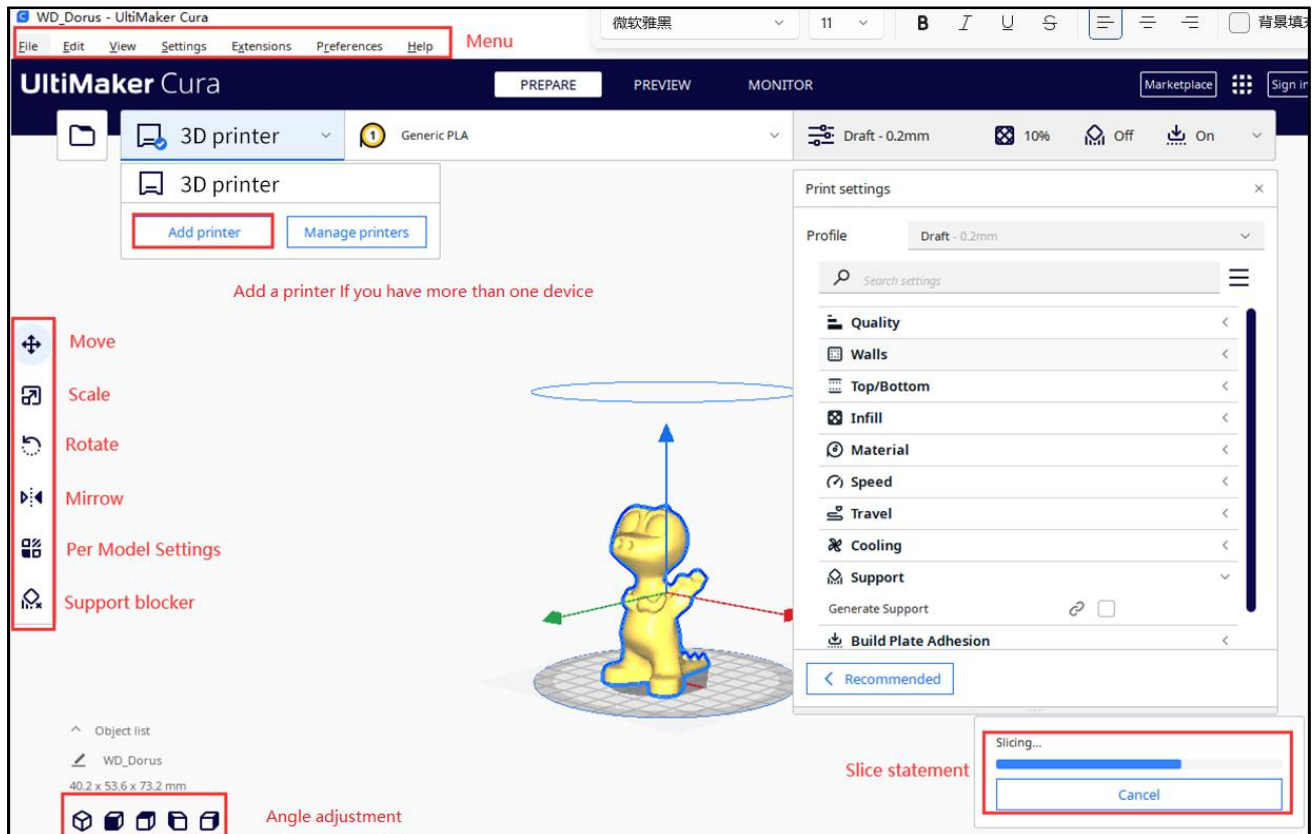 WD_Dorus - UltiMaker Cura
微软雅黑 11 B I U S 背景填
File Edit View Settings Extensions Preferences Help
Menu
UltiMaker Cura PREPARE PREVIEW MONITOR Marketplace Sign in
3D printer 1 Generic PLA Draft - 0.2mm 10% Off On
3D printer
Add printer Manage printers
Add a printer If you have more than one device
Print settings
Profile Draft - 0.2mm
Search settings
Quality
Walls
Top/Bottom
Infill
Material
Speed
Travel
Cooling
Support
Generate Support
Build Plate Adhesion
Recommended
Move
Scale
Rotate
Mirrow
Per Model Settings
Support blocker
Object list
WD_Dorus
40.2 x 53.6 x 73.2 mm
Angle adjustment
Slice statement
Slicing...
Cancel